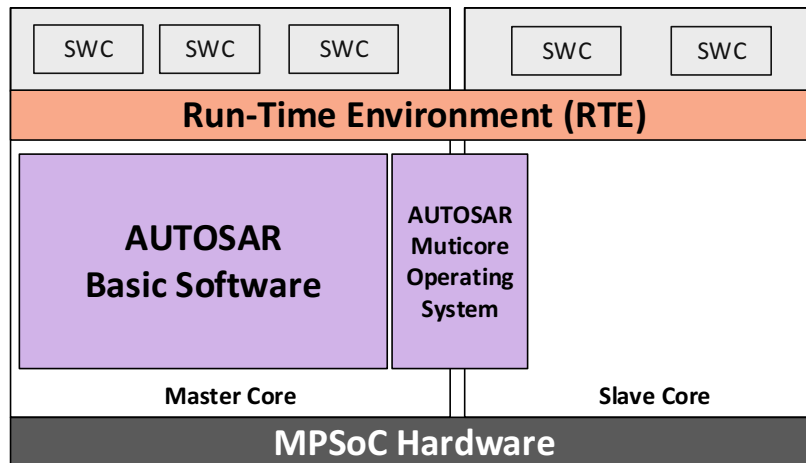 SWC SWC SWC SWC SWC
Run-Time Environment (RTE)
AUTOSAR
Basic Software
AUTOSAR
Muticore
Operating
System
Master Core
Slave Core
MPSoC Hardware